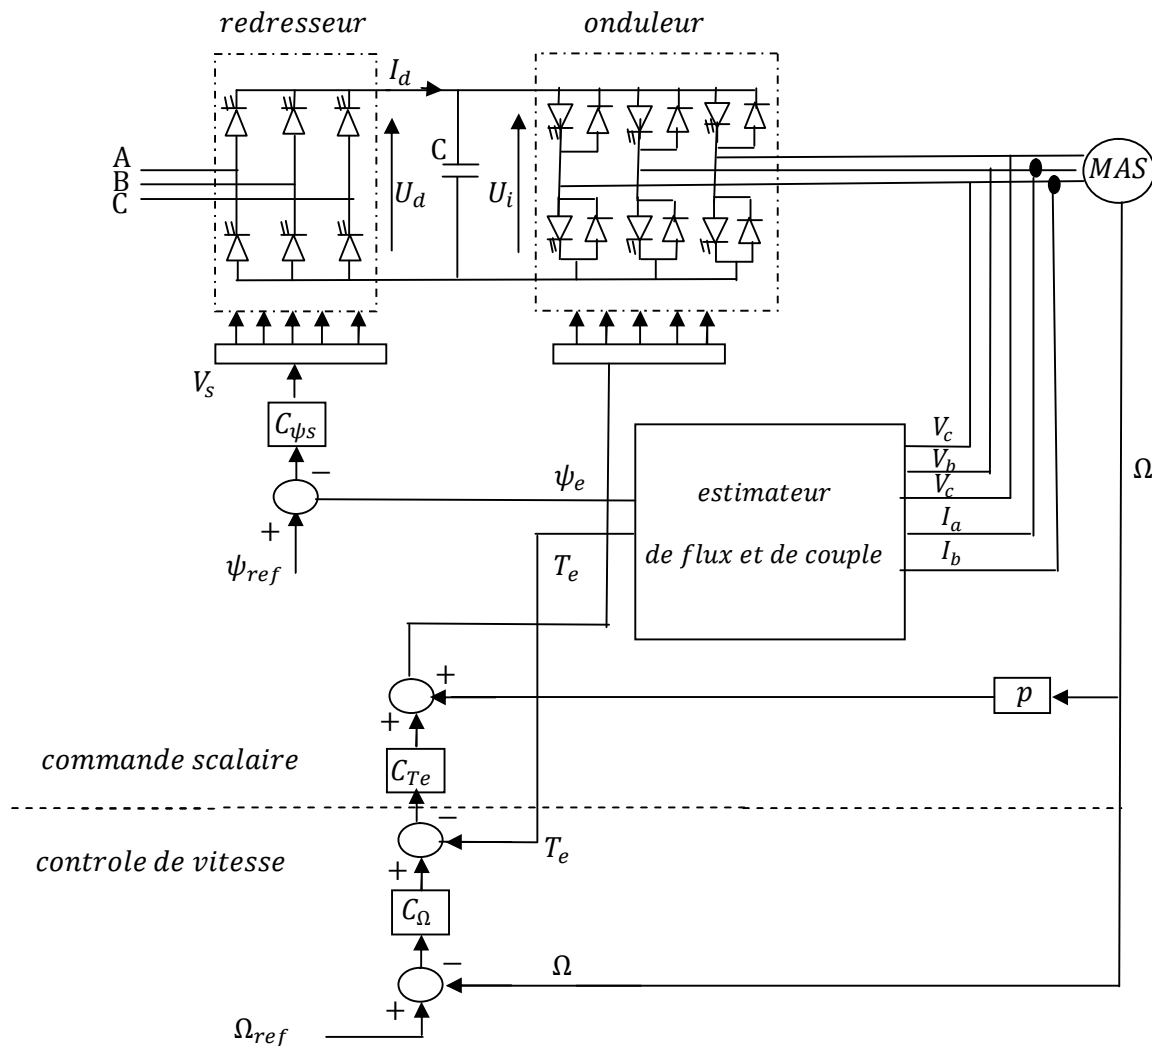 redresseur
onduleur
I_d
C
A
B
C
U_d
U_i
MAS
V_s
C_ψs
−
+
ψ_ref
ψ_e
T_e
estimateur
de flux et de couple
V_c
V_b
V_c
I_a
I_b
Ω
+
+
p
commande scalaire
C_Te
−
controle de vitesse
T_e
+
C_Ω
−
Ω
+
Ω_ref